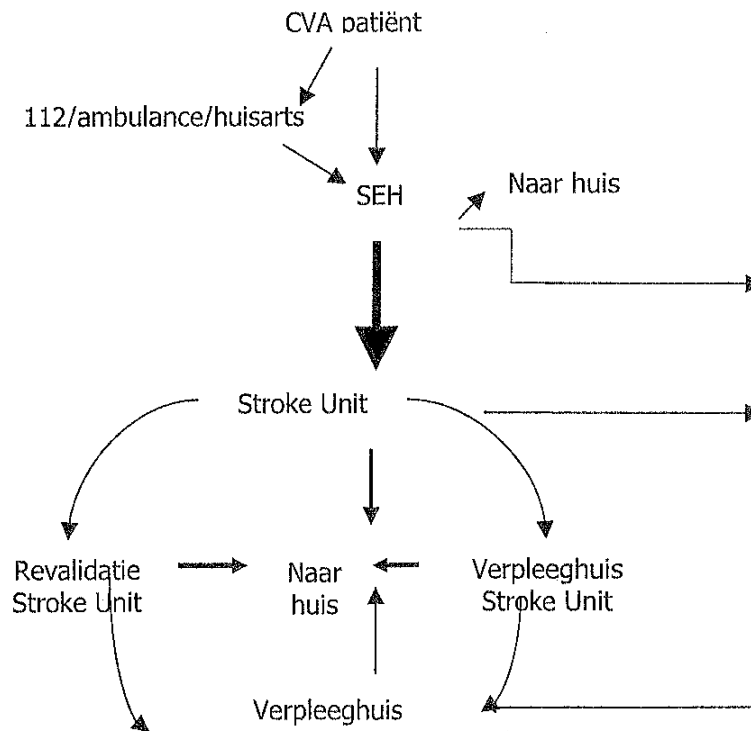 CVA patiënt
112/ambulance/huisarts
SEH
Naar huis
Stroke Unit
Revalidatie
Stroke Unit
Naar
huis
Verpleeghuis
Stroke Unit
Verpleeghuis